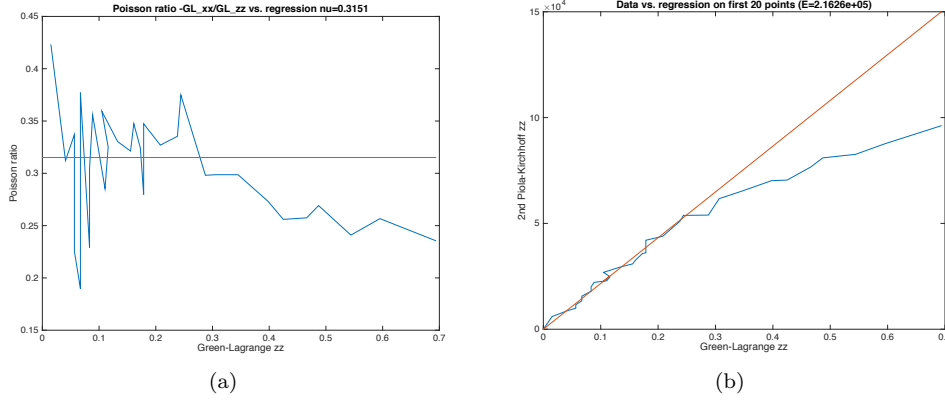 Poisson ratio -GL_xx/GL_zz vs. regression nu=0.3151
0.45
0.4
0.35
0.3
0.25
0.2
0.15
Poisson ratio
0 0.1 0.2 0.3 0.4 0.5 0.6 0.7
Green-Lagrange zz
(a)
Data vs. regression on first 20 points (E=2.1626e+05)
×10⁴
15
10
5
0
2nd Piola-Kirchhoff zz
0 0.1 0.2 0.3 0.4 0.5 0.6 0.7
Green-Lagrange zz
(b)